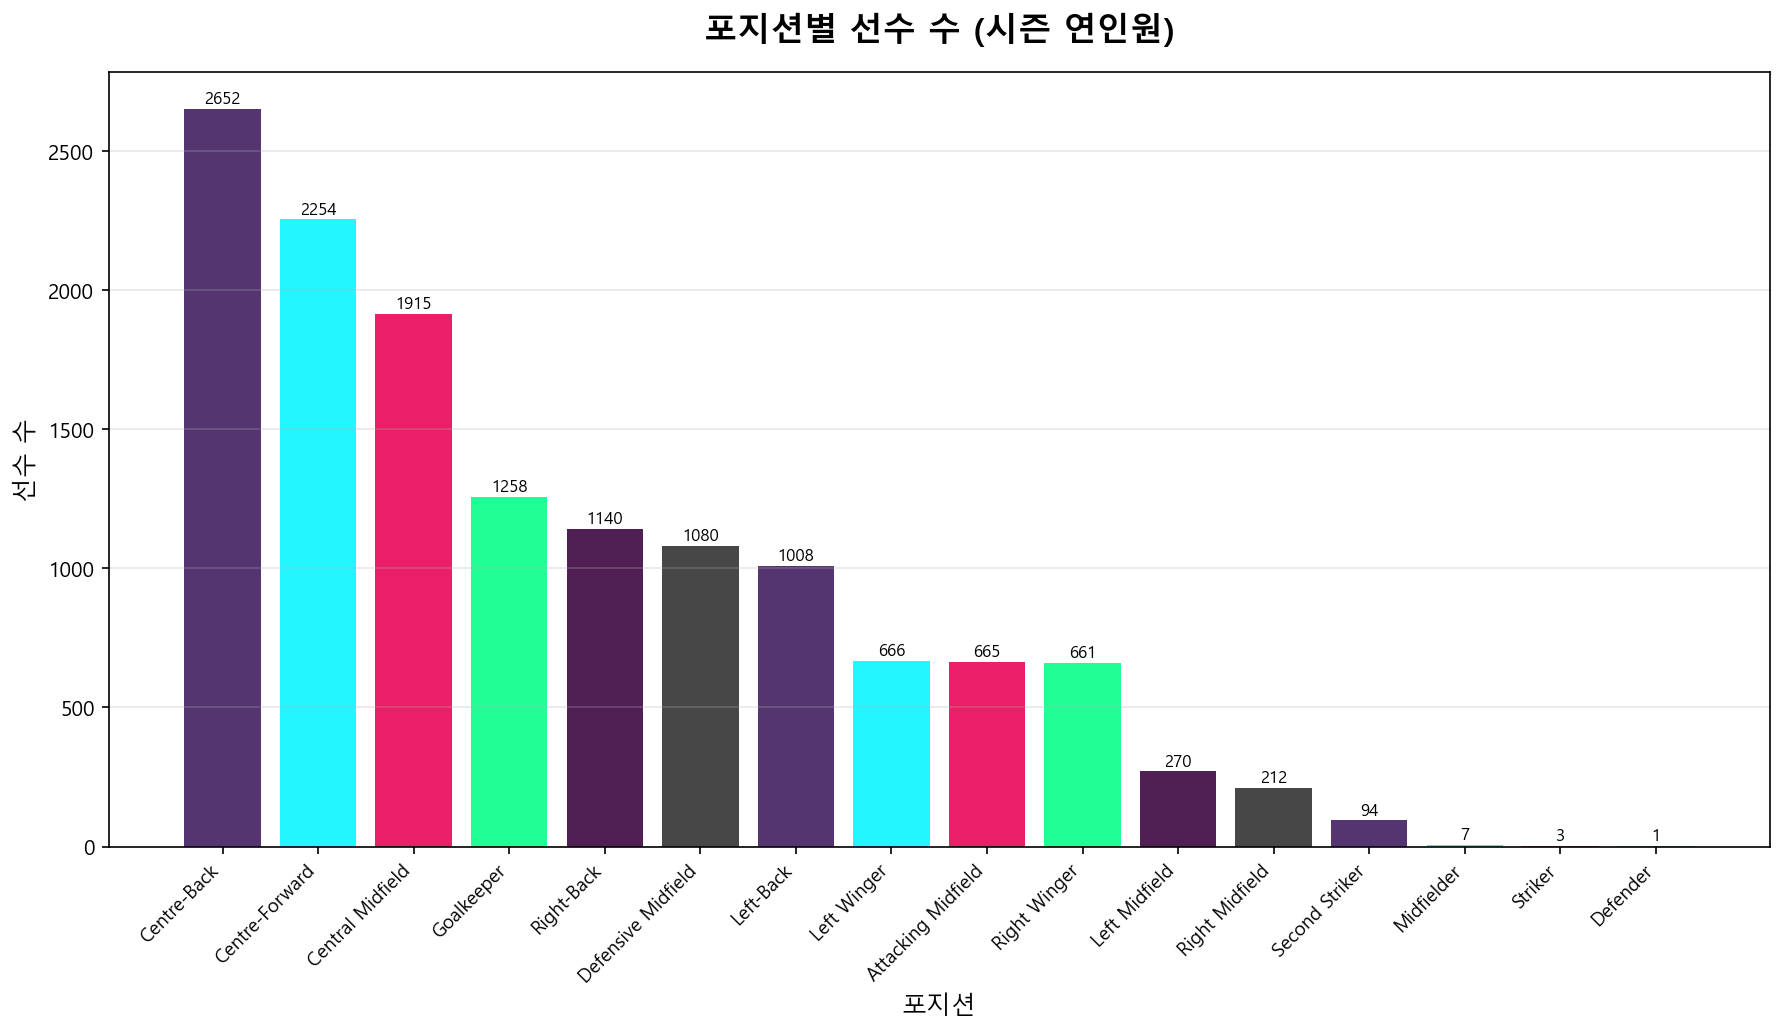 포지션별 선수 수 (시즌 연인원)
선수 수
2500
2000
1500
1000
500
0
2652
2254
1915
1258
1140
1080
1008
666
665
661
270
212
94
7
3
1
Centre-Back
Centre-Forward
Central Midfield
Goalkeeper
Right-Back
Defensive Midfield
Left-Back
Left Winger
Attacking Midfield
Right Winger
Left Midfield
Right Midfield
Second Striker
Midfielder
Striker
Defender
포지션